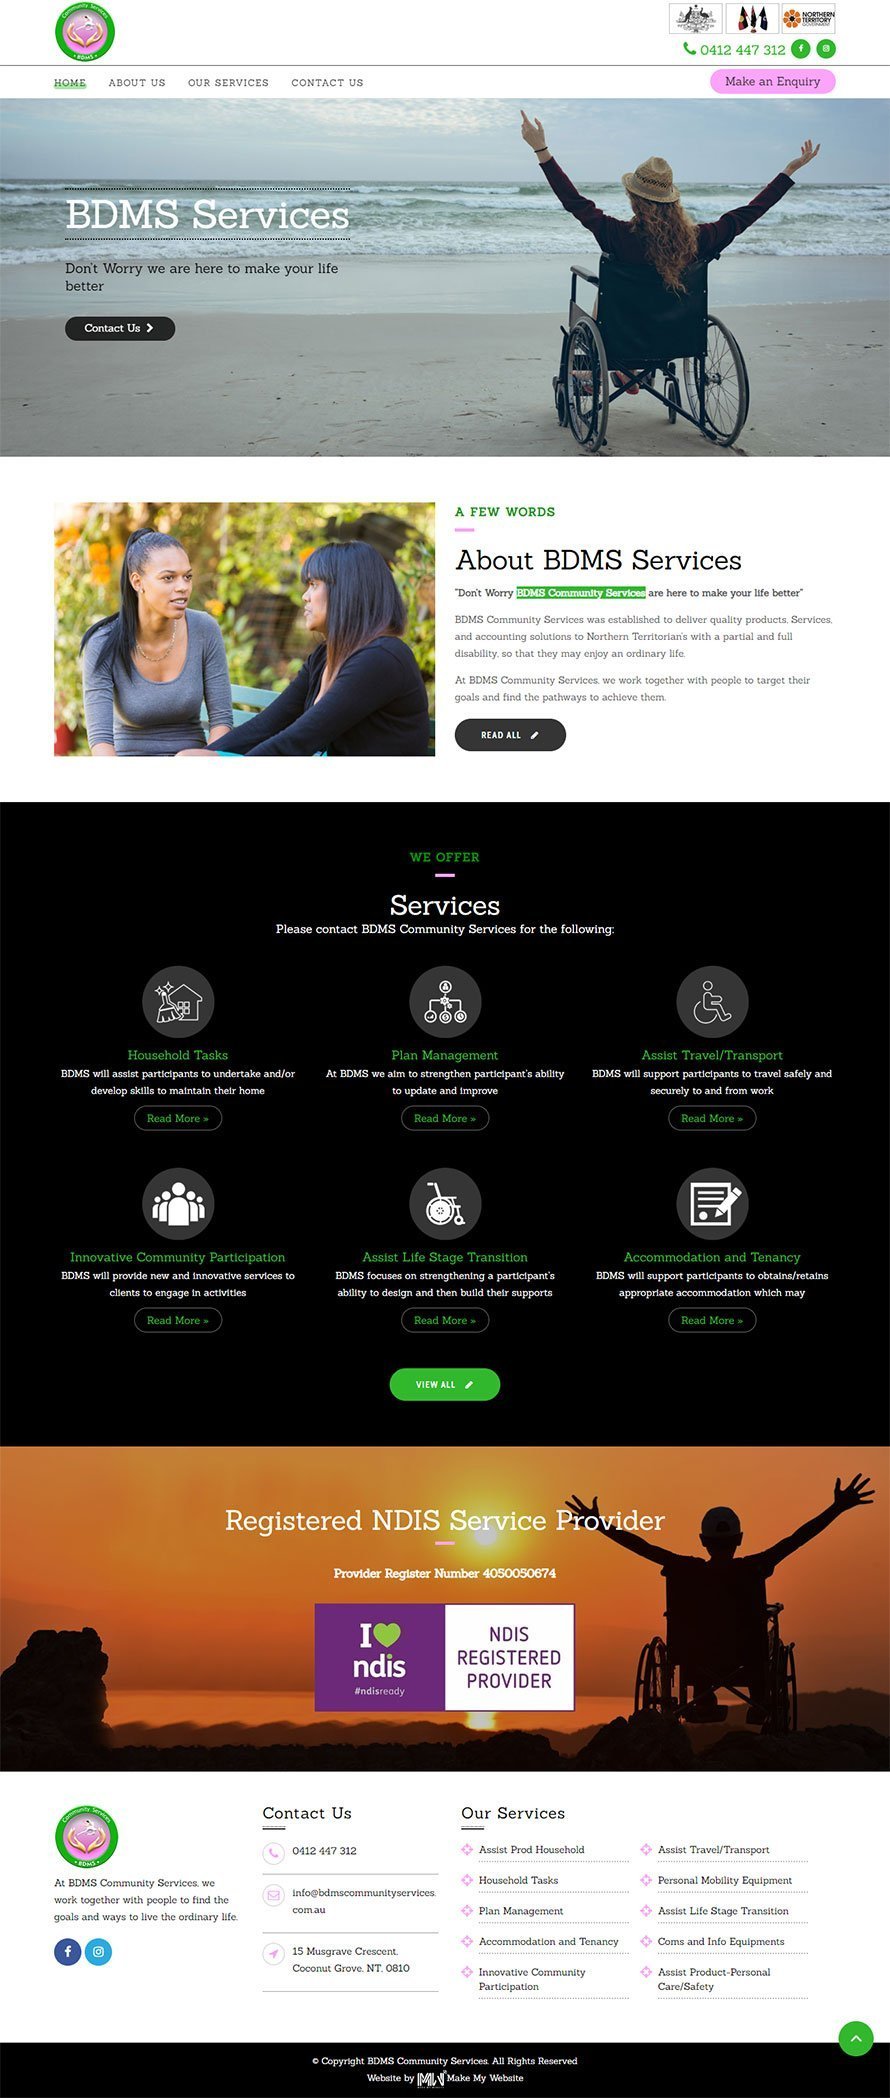 Community Services
BDMS
NORTHERN
TERRITORY
GOVERNMENT
0412 447 312
HOME
ABOUT US
OUR SERVICES
CONTACT US
Make an Enquiry
BDMS Services
Don't Worry we are here to make your life
better
Contact Us
A FEW WORDS
About BDMS Services
"Don't Worry BDMS Community Services are here to make your life better"
BDMS Community Services was established to deliver quality products, Services,
and accounting solutions to Northern Territorian's with a partial and full
disability, so that they may enjoy an ordinary life.
At BDMS Community Services, we work together with people to target their
goals and find the pathways to achieve them.
READ ALL
WE OFFER
Services
Please contact BDMS Community Services for the following:
Household Tasks
BDMS will assist participants to undertake and/or
develop skills to maintain their home
Read More »
Plan Management
At BDMS we aim to strengthen participant's ability
to update and improve
Read More »
Assist Travel/Transport
BDMS will support participants to travel safely and
securely to and from work
Read More »
Innovative Community Participation
BDMS will provide new and innovative services to
clients to engage in activities
Read More »
Assist Life Stage Transition
BDMS focuses on strengthening a participant's
ability to design and then build their supports
Read More »
Accommodation and Tenancy
BDMS will support participants to obtains/retains
appropriate accommodation which may
Read More »
VIEW ALL
Registered NDIS Service Provider
Provider Register Number 4050050674
I
ndis
#ndisready
NDIS
REGISTERED
PROVIDER
Community Services
BDMS
At BDMS Community Services, we
work together with people to find the
goals and ways to live the ordinary life.
Contact Us
0412 447 312
info@bdmscommunityservices.
com.au
15 Musgrave Crescent,
Coconut Grove, NT, 0810
Our Services
Assist Prod Household
Household Tasks
Plan Management
Accommodation and Tenancy
Innovative Community
Participation
Assist Travel/Transport
Personal Mobility Equipment
Assist Life Stage Transition
Coms and Info Equipments
Assist Product-Personal
Care/Safety
© Copyright BDMS Community Services. All Rights Reserved
Website by Make My Website